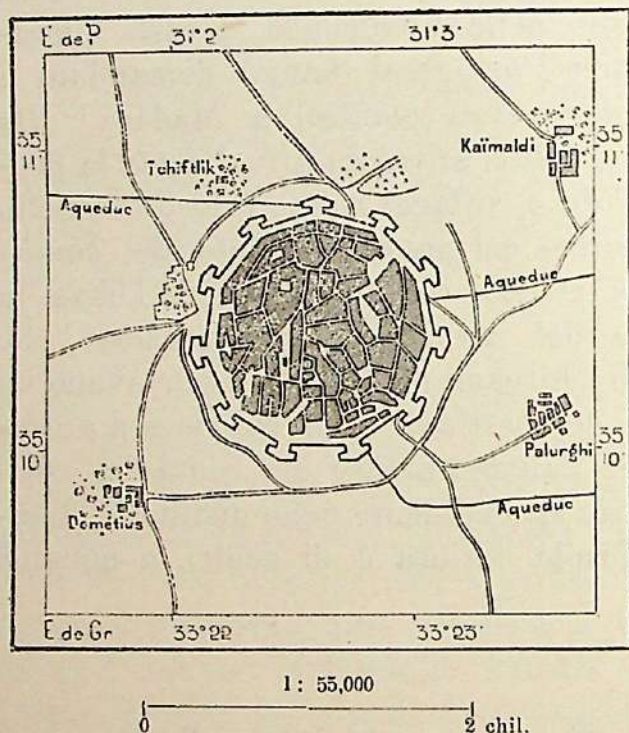 E de P 31°2 31°3'
35
11'
35
11'
Kaïmaldi
Tchiftlik
Aqueduc
Aqueduc
35
10'
35
10'
Palurghi
Aqueduc
Dométius
E de Gr 33°22' 33°23'
1: 55,000
0 2 chil.